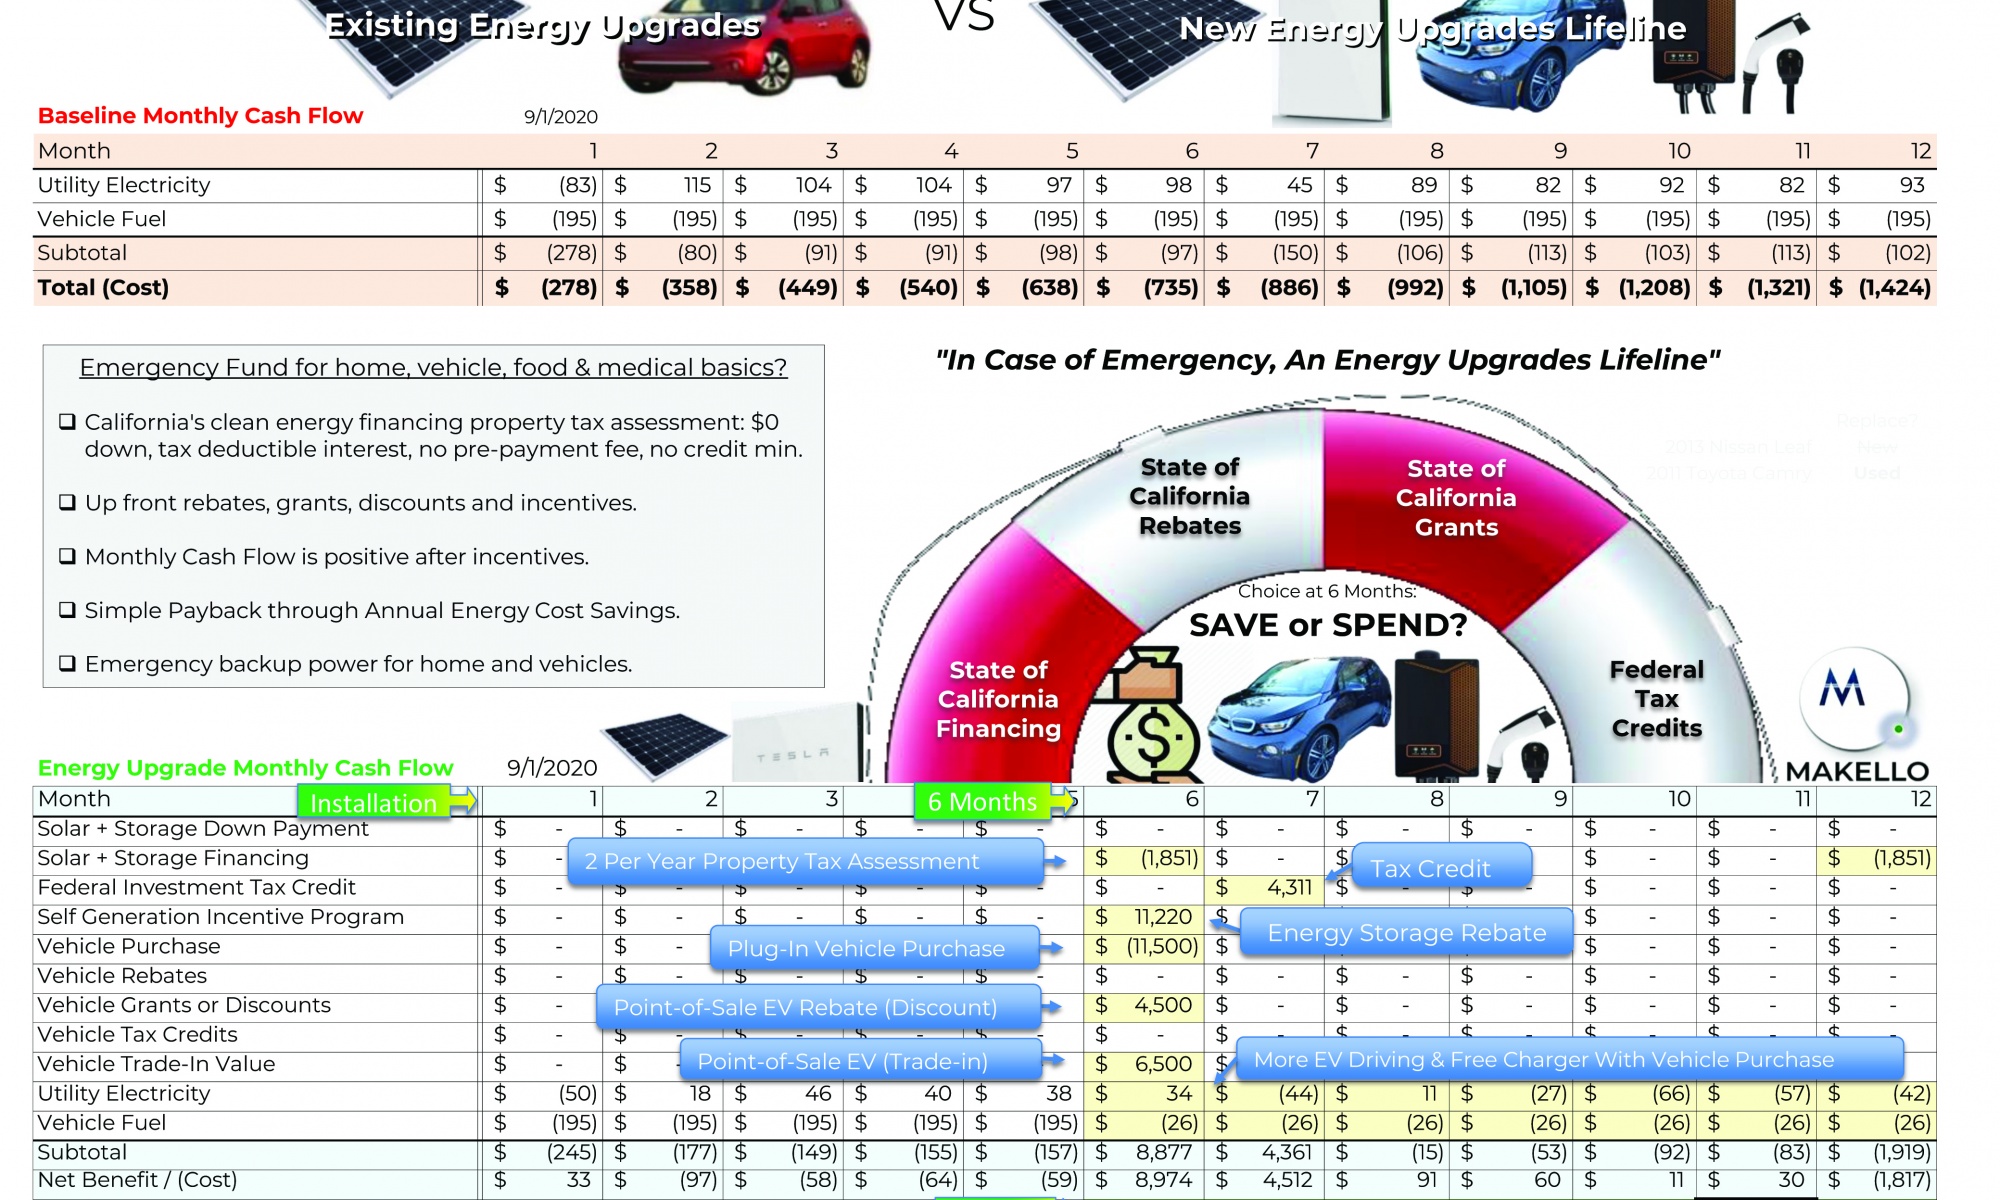 Existing Energy Upgrades
VS
New Energy Upgrades Lifeline
Baseline Monthly Cash Flow 9/1/2020
Month 1 2 3 4 5 6 7 8 9 10 11 12
Utility Electricity $ (83) $ 115 $ 104 $ 104 $ 97 $ 98 $ 45 $ 89 $ 82 $ 92 $ 82 $ 93
Vehicle Fuel $ (195) $ (195) $ (195) $ (195) $ (195) $ (195) $ (195) $ (195) $ (195) $ (195) $ (195) $ (195)
Subtotal $ (278) $ (80) $ (91) $ (91) $ (98) $ (97) $ (150) $ (106) $ (113) $ (103) $ (113) $ (102)
Total (Cost) $ (278) $ (358) $ (449) $ (540) $ (638) $ (735) $ (886) $ (992) $ (1,105) $ (1,208) $ (1,321) $ (1,424)
Emergency Fund for home, vehicle, food & medical basics?
California's clean energy financing property tax assessment: $0
down, tax deductible interest, no pre-payment fee, no credit min.
Up front rebates, grants, discounts and incentives.
Monthly Cash Flow is positive after incentives.
Simple Payback through Annual Energy Cost Savings.
Emergency backup power for home and vehicles.
"In Case of Emergency, An Energy Upgrades Lifeline"
Replace?
2013 Nissan Leaf New
2011 Toyota Camry Used
State of
California
Rebates
State of
California
Grants
State of
California
Financing
Federal
Tax
Credits
Choice at 6 Months:
SAVE or SPEND?
$
TESLA
M
MAKELLO
Energy Upgrade Monthly Cash Flow 9/1/2020
Month Installation 1 2 3 6 Months 5 6 7 8 9 10 11 12
Solar + Storage Down Payment $ - $ - $ - $ - $ - $ - $ - $ - $ - $ - $ - $ -
Solar + Storage Financing $ - 2 Per Year Property Tax Assessment $ (1,851) $ - $ Tax Credit $ - $ - $ (1,851)
Federal Investment Tax Credit $ - $ - $ - $ - $ - $ - $ 4,311 $ - $ - $ - $ - $ -
Self Generation Incentive Program $ - $ - $ - $ - $ - $ 11,220 $ Energy Storage Rebate $ - $ - $ -
Vehicle Purchase $ - $ - Plug-In Vehicle Purchase $ (11,500) $ $ - $ - $ -
Vehicle Rebates $ - $ - $ - $ - $ - $ - $ - $ - $ - $ - $ - $ -
Vehicle Grants or Discounts $ - Point-of-Sale EV Rebate (Discount) $ 4,500 $ - $ - $ - $ - $ - $ -
Vehicle Tax Credits $ - $ - $ - $ - $ - $ - $ - $ - $ - $ - $ - $ -
Vehicle Trade-In Value $ - $ Point-of-Sale EV (Trade-in) $ 6,500 $ More EV Driving & Free Charger With Vehicle Purchase
Utility Electricity $ (50) $ 18 $ 46 $ 40 $ 38 $ 34 $ (44) $ 11 $ (27) $ (66) $ (57) $ (42)
Vehicle Fuel $ (195) $ (195) $ (195) $ (195) $ (195) $ (26) $ (26) $ (26) $ (26) $ (26) $ (26) $ (26)
Subtotal $ (245) $ (177) $ (149) $ (155) $ (157) $ 8,877 $ 4,361 $ (15) $ (53) $ (92) $ (83) $ (1,919)
Net Benefit / (Cost) $ 33 $ (97) $ (58) $ (64) $ (59) $ 8,974 $ 4,512 $ 91 $ 60 $ 11 $ 30 $ (1,817)